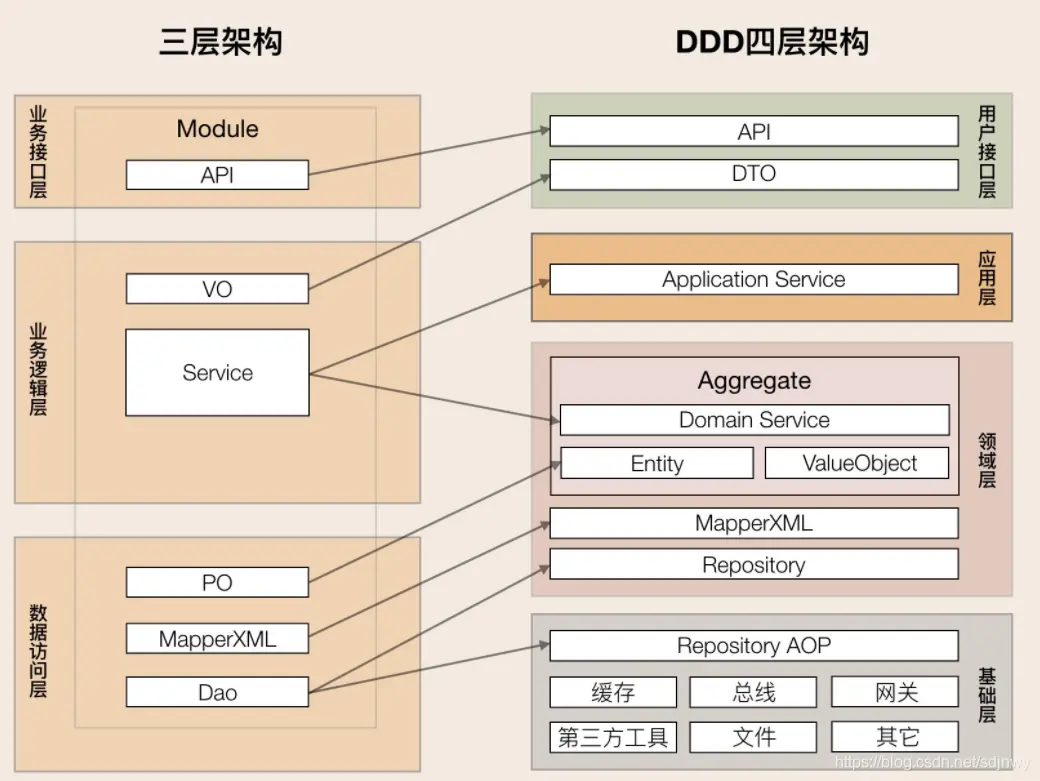 三层架构
DDD四层架构
业务接口层
Module
API
业务逻辑层
VO
Service
数据访问层
PO
MapperXML
Dao
API
DTO
用户接口层
Application Service
应用层
Aggregate
Domain Service
Entity
ValueObject
MapperXML
Repository
领域层
Repository AOP
缓存
总线
网关
第三方工具
文件
其它
基础层
https://blog.csdn.net/sdjnwy